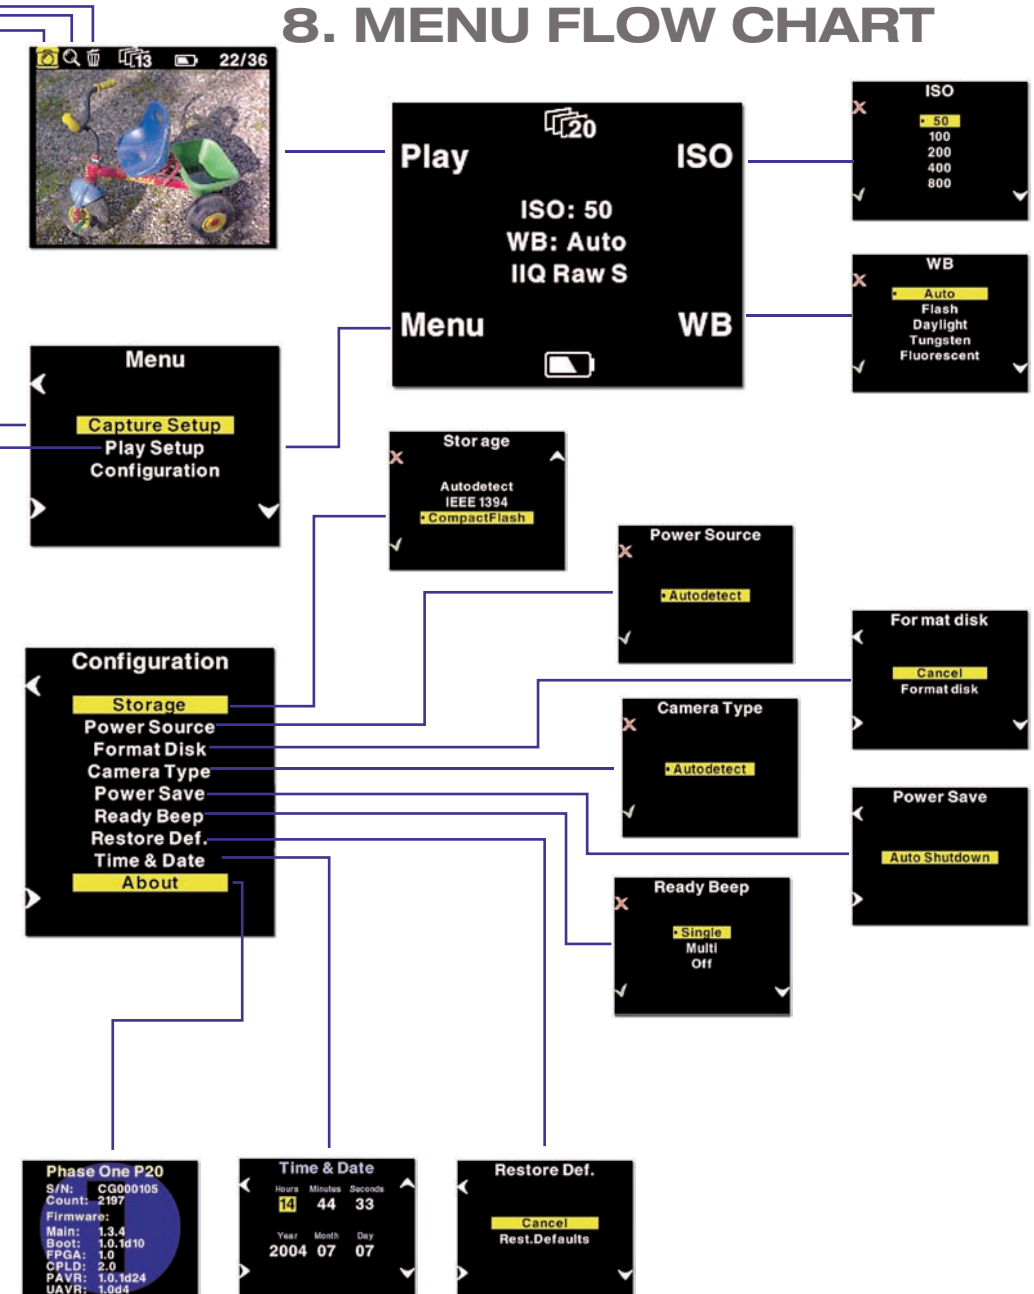 8. MENU FLOW CHART
13 22/36
20
Play ISO
ISO: 50
WB: Auto
IIQ Raw S
Menu WB
ISO
50
100
200
400
800
WB
Auto
Flash
Daylight
Tungsten
Fluorescent
Menu
Capture Setup
Play Setup
Configuration
Storage
Autodetect
IEEE 1394
CompactFlash
Power Source
Autodetect
Format disk
Cancel
Format disk
Configuration
Storage
Power Source
Format Disk
Camera Type
Power Save
Ready Beep
Restore Def.
Time & Date
About
Camera Type
Autodetect
Power Save
Auto Shutdown
Ready Beep
Single
Multi
Off
Phase One P20
S/N: CG000105
Count: 2197
Firmware:
Main: 1.3.4
Boot: 1.0.1d10
FPGA: 1.0
CPLD: 2.0
PAVR: 1.0.1d24
UAVR: 1.0d4
Time & Date
Hours Minutes Seconds
14 44 33
Year Month Day
2004 07 07
Restore Def.
Cancel
Rest.Defaults